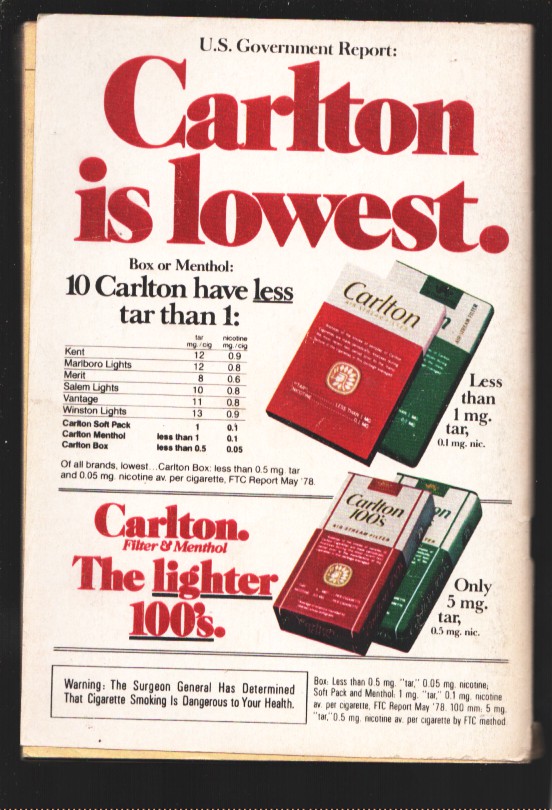 U.S. Government Report:
Carlton
is lowest.
Box or Menthol:
10 Carlton have less
tar than 1:
tar nicotine
mg./cig mg./cig
Kent 12 0.9
Marlboro Lights 12 0.8
Merit 8 0.6
Salem Lights 10 0.8
Vantage 11 0.8
Winston Lights 13 0.9
Carlton Soft Pack 1 0.1
Carlton Menthol less than 1 0.1
Carlton Box less than 0.5 0.05
Of all brands, lowest...Carlton Box: less than 0.5 mg. tar
and 0.05 mg. nicotine av. per cigarette, FTC Report May '78.
Carlton
AIR-STREAM FILTER
Less
than
1 mg.
tar,
0.1 mg. nic.
Carlton.
Filter & Menthol
The lighter
100's.
Carlton
100's
AIR-STREAM FILTER
Only
5 mg.
tar,
0.5 mg. nic.
Warning: The Surgeon General Has Determined
That Cigarette Smoking Is Dangerous to Your Health.
Box: Less than 0.5 mg. "tar," 0.05 mg. nicotine;
Soft Pack and Menthol: 1 mg. "tar," 0.1 mg. nicotine
av. per cigarette, FTC Report May '78. 100 mm: 5 mg.
"tar," 0.5 mg. nicotine av. per cigarette by FTC method.